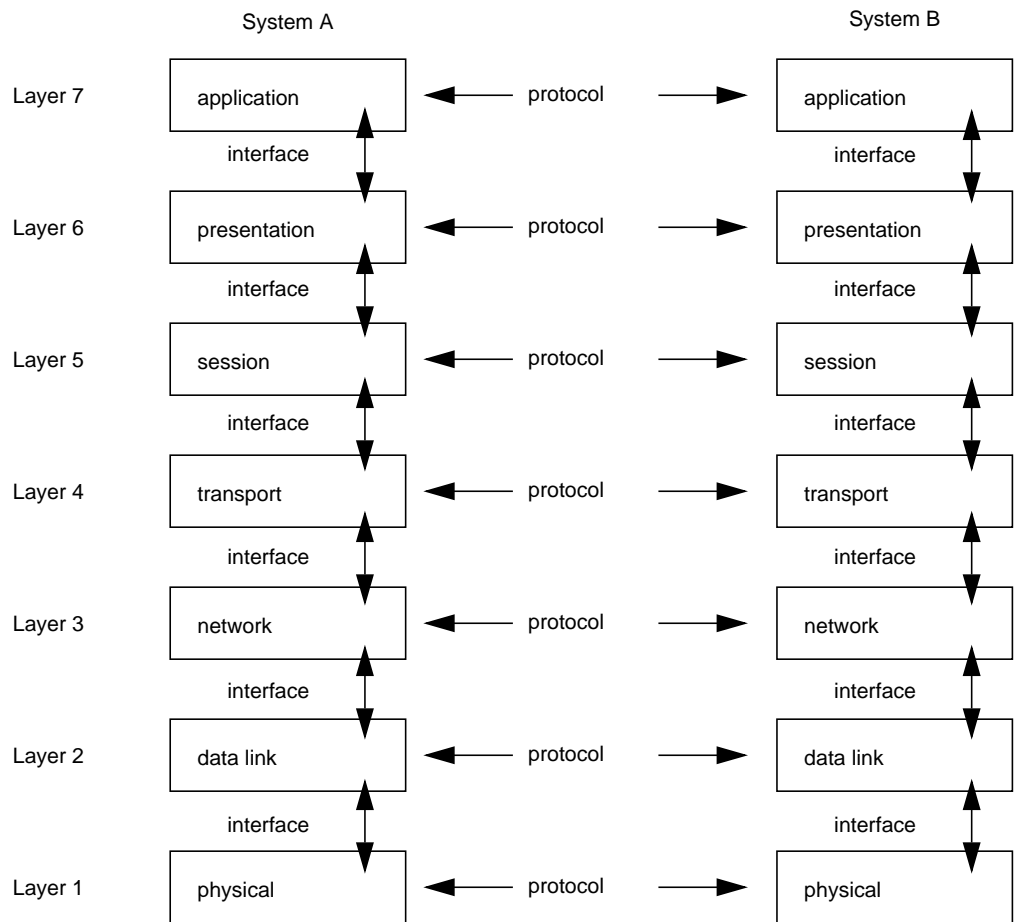 System A System B
Layer 7 application protocol application
interface interface
Layer 6 presentation protocol presentation
interface interface
Layer 5 session protocol session
interface interface
Layer 4 transport protocol transport
interface interface
Layer 3 network protocol network
interface interface
Layer 2 data link protocol data link
interface interface
Layer 1 physical protocol physical